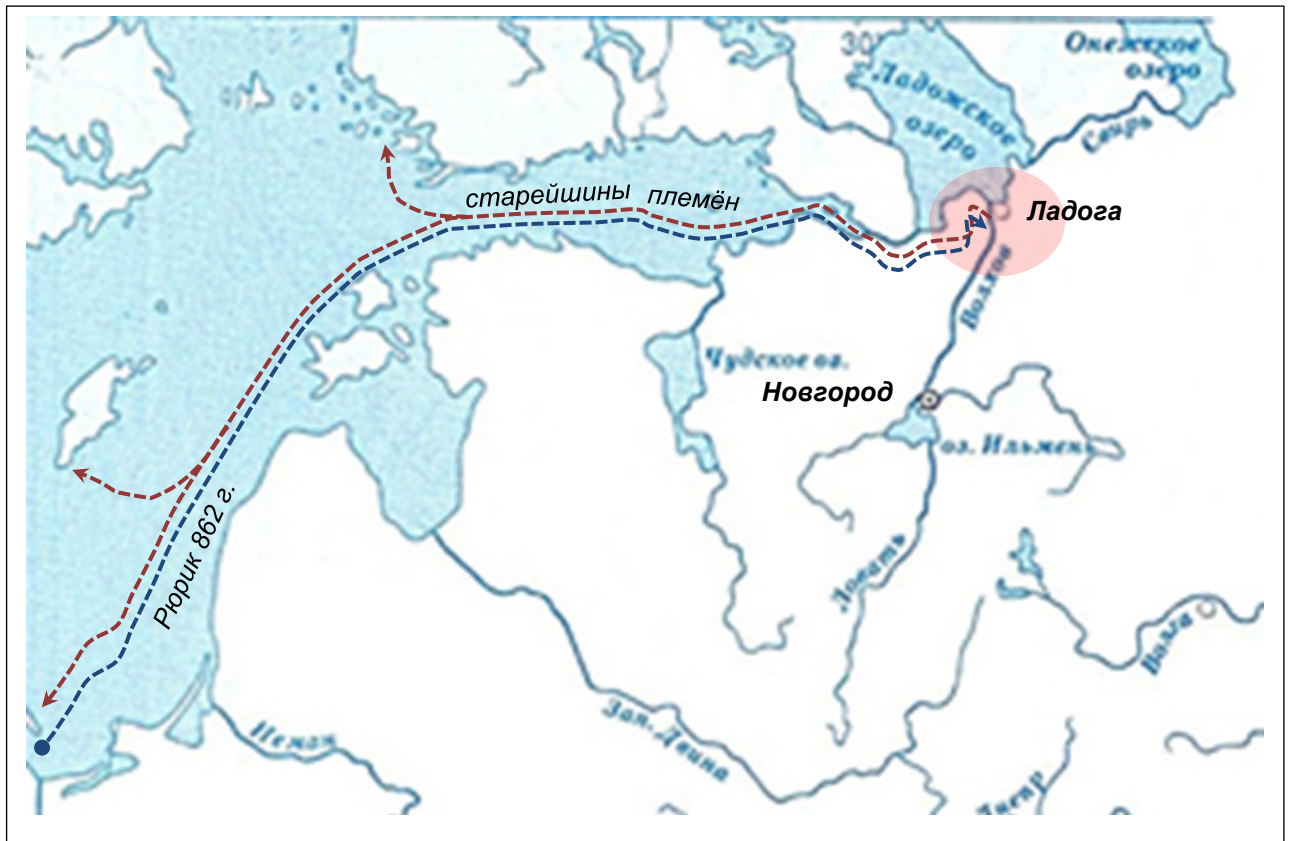 30°
Онежское
озеро
Ладожское
озеро
Свирь
старейшины племён
Ладога
Волхов
Чудское оз.
Новгород
оз. Ильмень
Рюрик 862 г.
Ловать
Волга
Неман
Зап. Двина
Днепр